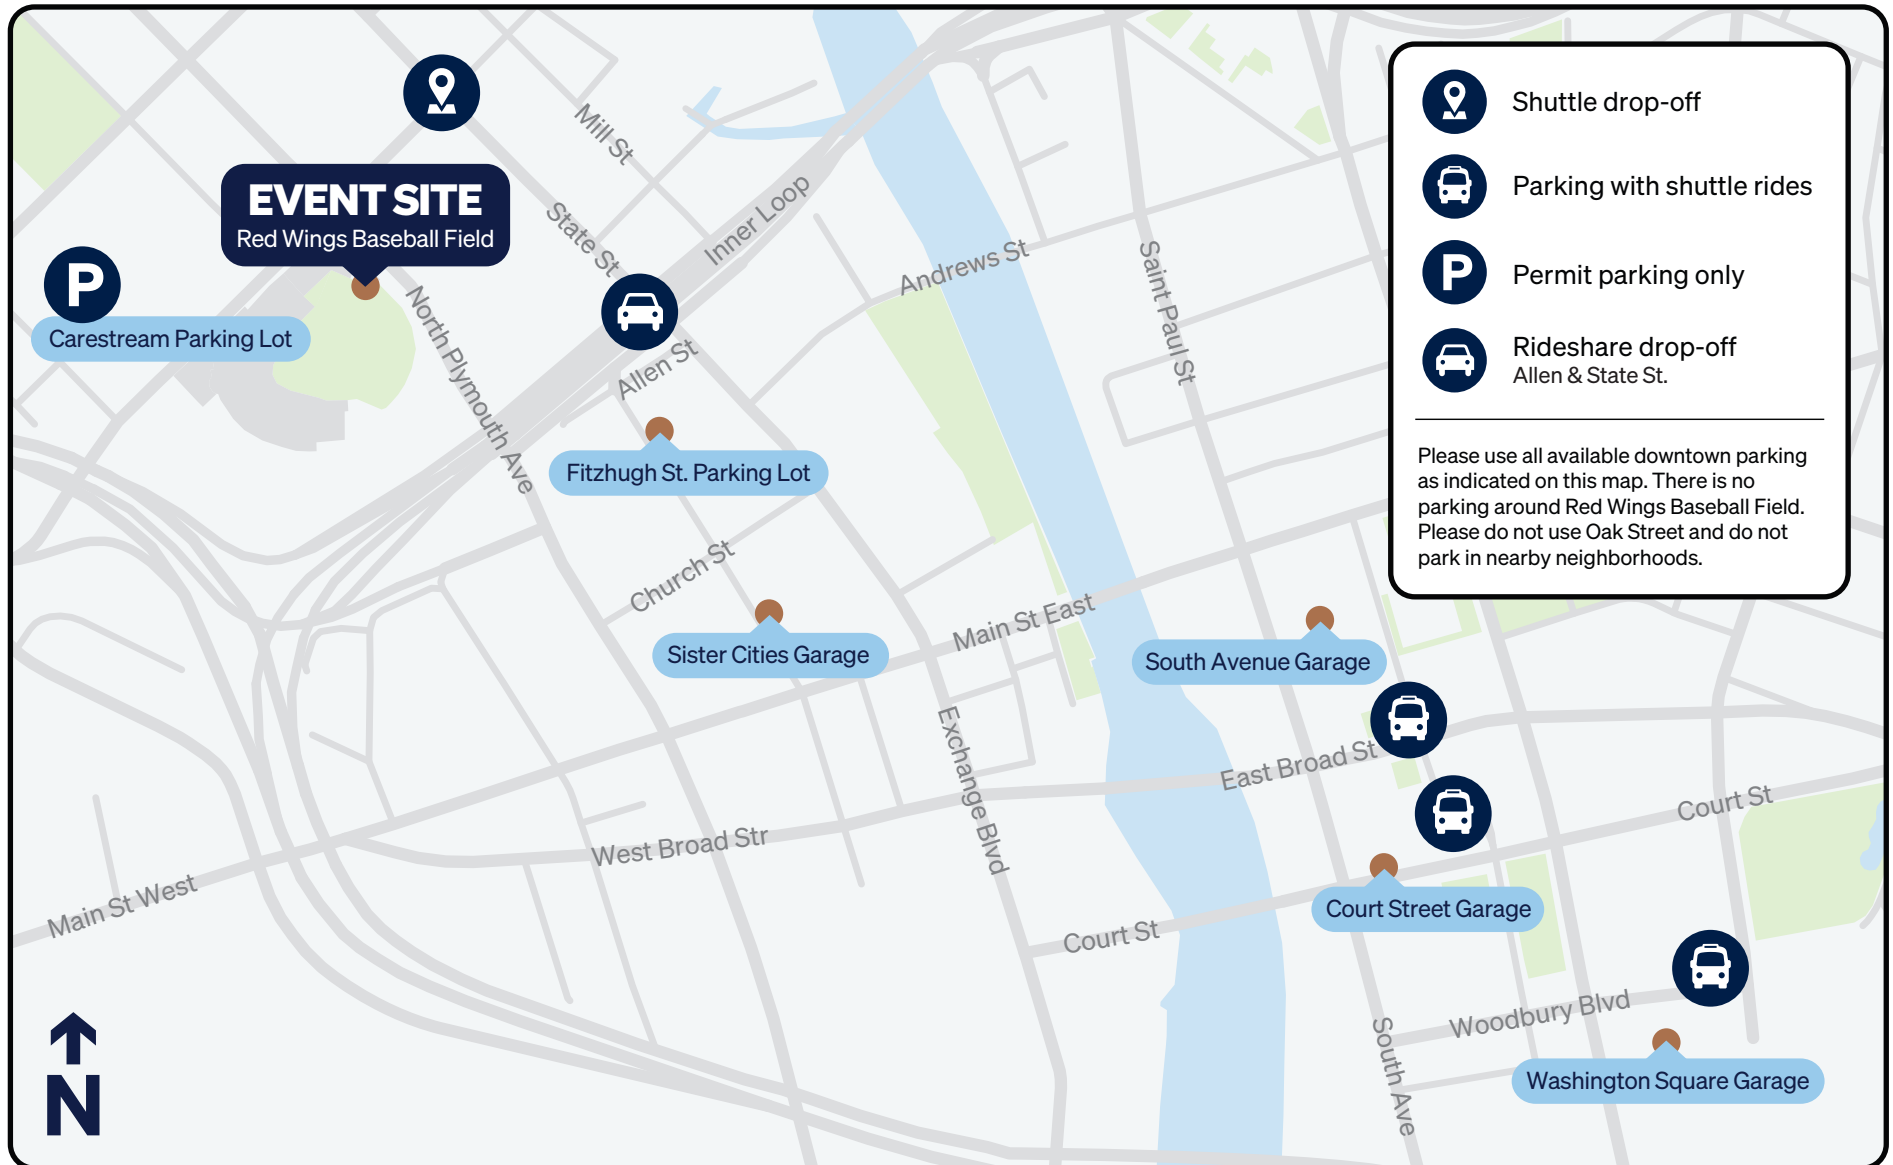 Shuttle drop-off
Parking with shuttle rides
P
Permit parking only
Rideshare drop-off
Allen & State St.
Please use all available downtown parking
as indicated on this map. There is no
parking around Red Wings Baseball Field.
Please do not use Oak Street and do not
park in nearby neighborhoods.
Mill St
EVENT SITE
Red Wings Baseball Field
State St
Inner Loop
Andrews St
Saint Paul St
P
Carestream Parking Lot
North Plymouth Ave
Allen St
Fitzhugh St. Parking Lot
Church St
Main St East
Sister Cities Garage
South Avenue Garage
Exchange Blvd
East Broad St
Court St
West Broad Str
Main St West
Court Street Garage
Court St
Woodbury Blvd
South Ave
Washington Square Garage
N